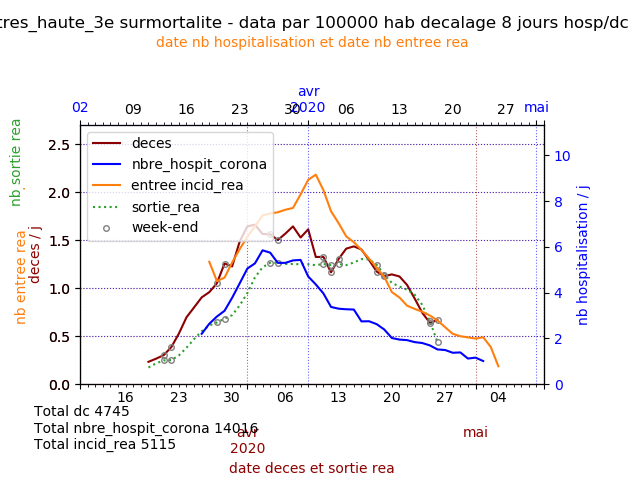 tres_haute_3e surmortalite - data par 100000 hab decalage 8 jours hosp/dc
date nb hospitalisation et date nb entree rea
avr
02 09 16 23 30 2020 06 13 20 27 mai
deces
nbre_hospit_corona
entree incid_rea
sortie_rea
week-end
2.5
2.0
1.5
1.0
0.5
0.0
10
8
6
4
2
0
nb sortie rea
nb entree rea
deces / j
nb hospitalisation / j
16 23 30 06 13 20 27 04
avr
2020
mai
date deces et sortie rea
Total dc 4745
Total nbre_hospit_corona 14016
Total incid_rea 5115